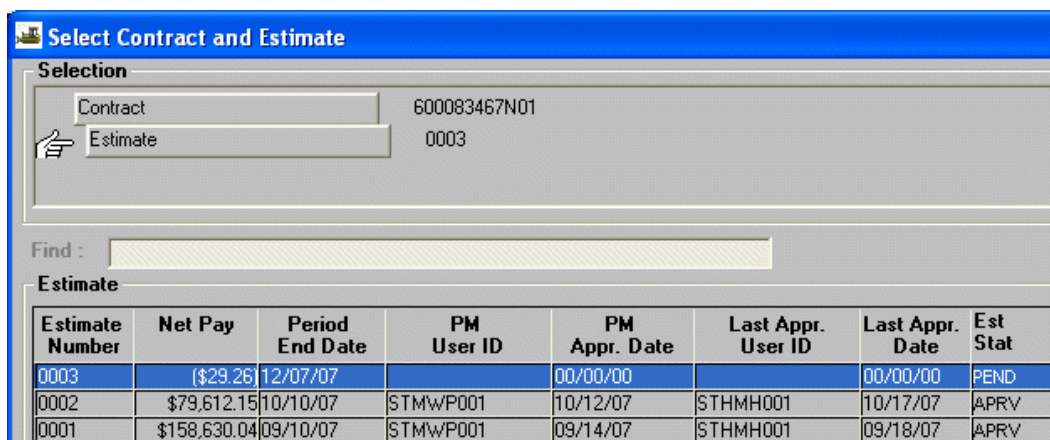 Select Contract and Estimate
Selection
Contract 600083467N01
Estimate 0003
Find :
Estimate
Estimate Number Net Pay Period End Date PM User ID PM Appr. Date Last Appr. User ID Last Appr. Date Est Stat
0003 ($29.26) 12/07/07 00/00/00 00/00/00 PEND
0002 $79,612.15 10/10/07 STMWP001 10/12/07 STHMH001 10/17/07 APRV
0001 $158,630.04 09/10/07 STMWP001 09/14/07 STHMH001 09/18/07 APRV